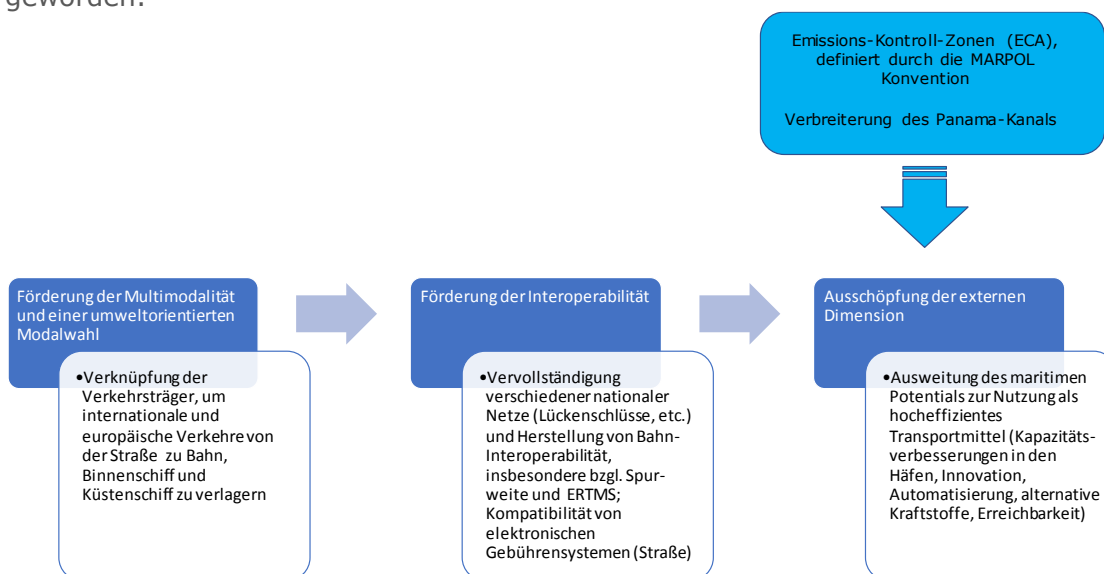 geworden.
Emissions-Kontroll-Zonen (ECA),
definiert durch die MARPOL
Konvention
Verbreiterung des Panama-Kanals
Förderung der Multimodalität
und einer umweltorientierten
Modalwahl
•Verknüpfung der
Verkehrsträger, um
internationale und
europäische Verkehre von
der Straße zu Bahn,
Binnenschiff und
Küstenschiff zu verlagern
Förderung der Interoperabilität
•Vervollständigung
verschiedener nationaler
Netze (Lückenschlüsse, etc.)
und Herstellung von Bahn-
Interoperabilität,
insbesondere bzgl. Spur-
weite und ERTMS;
Kompatibilität von
elektronischen
Gebührensystemen (Straße)
Ausschöpfung der externen
Dimension
•Ausweitung des maritimen
Potentials zur Nutzung als
hocheffizientes
Transportmittel (Kapazitäts-
verbesserungen in den
Häfen, Innovation,
Automatisierung, alternative
Kraftstoffe, Erreichbarkeit)